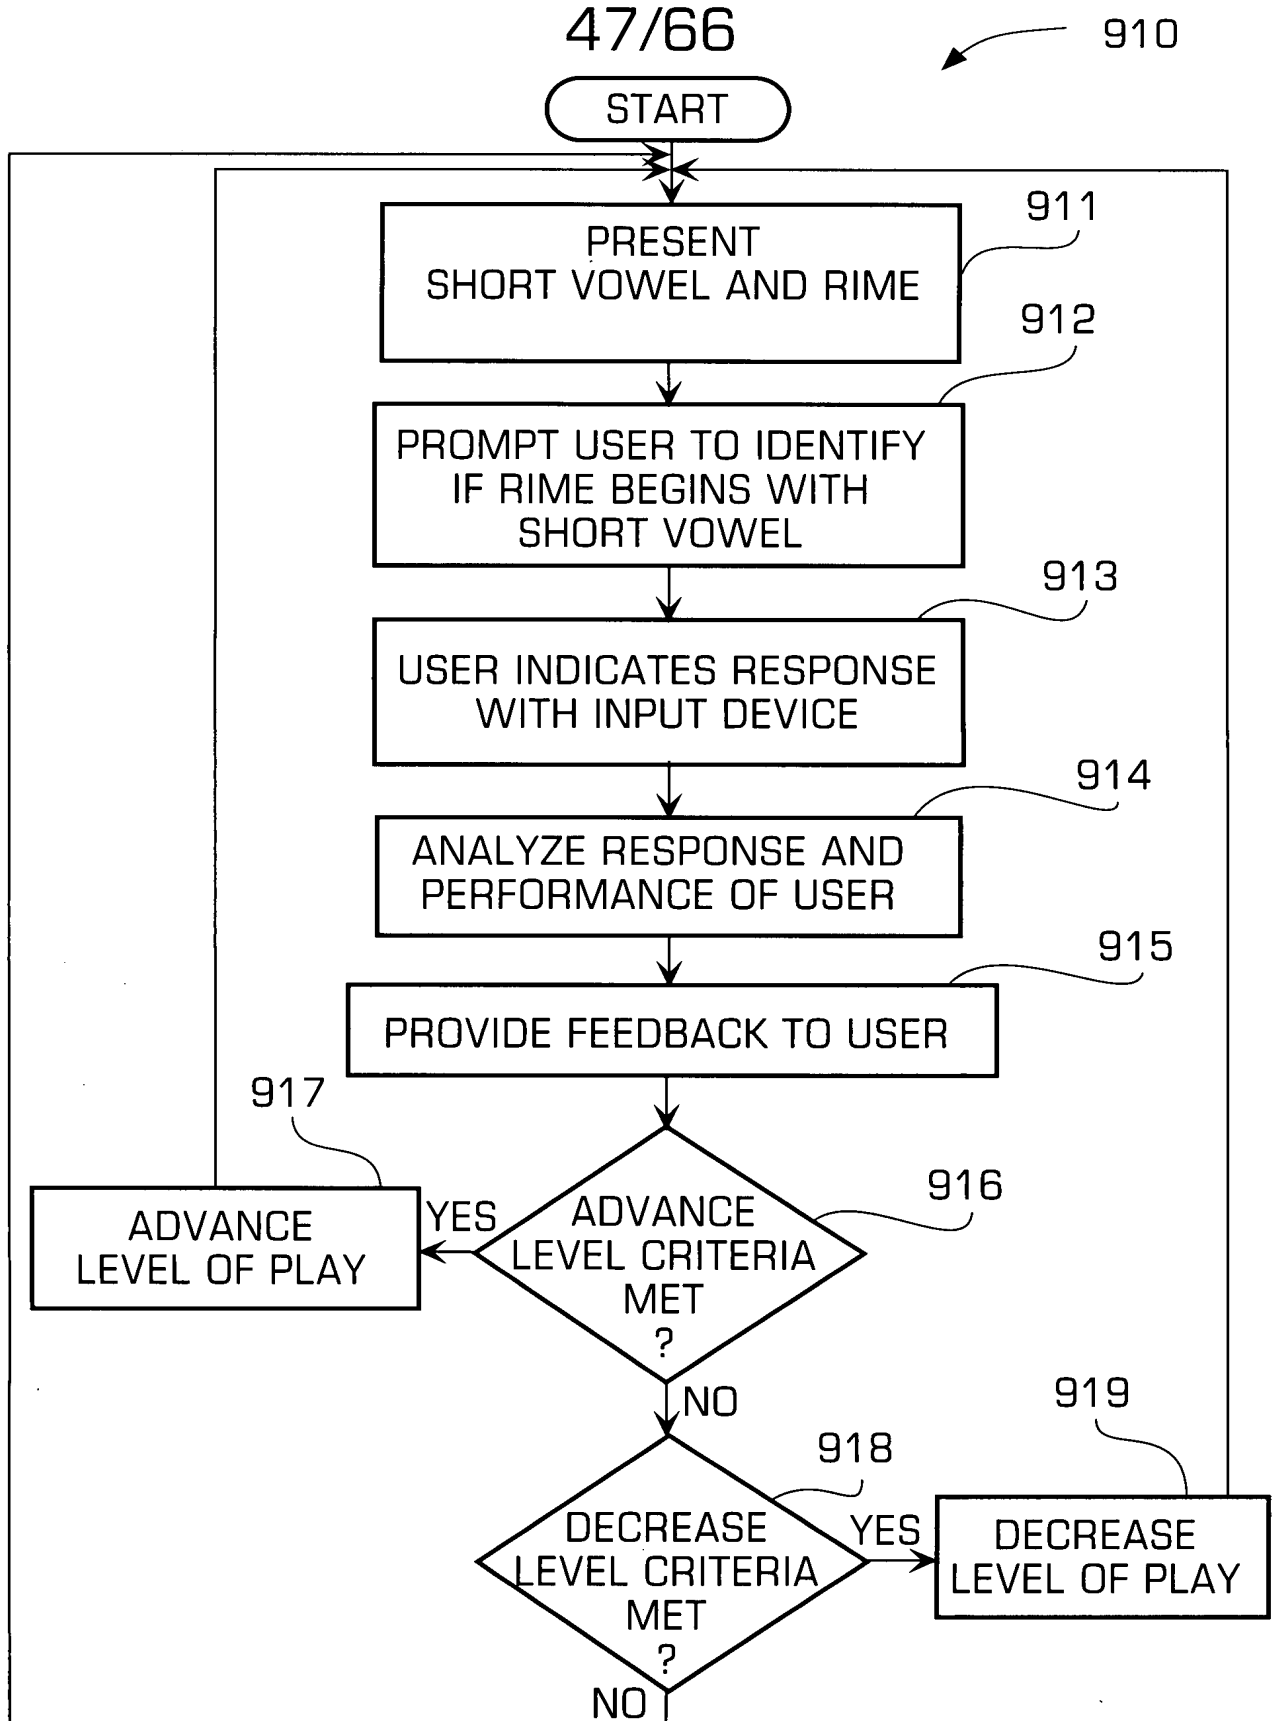 47/66
910
START
911
PRESENT
SHORT VOWEL AND RIME
912
PROMPT USER TO IDENTIFY
IF RIME BEGINS WITH
SHORT VOWEL
913
USER INDICATES RESPONSE
WITH INPUT DEVICE
914
ANALYZE RESPONSE AND
PERFORMANCE OF USER
915
PROVIDE FEEDBACK TO USER
917
916
ADVANCE
LEVEL OF PLAY
YES
ADVANCE
LEVEL CRITERIA
MET
?
NO
919
918
DECREASE
LEVEL CRITERIA
MET
?
YES
DECREASE
LEVEL OF PLAY
NO